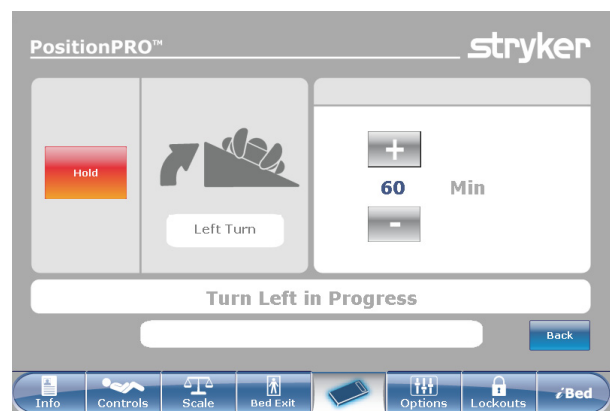 PositionPRO™
stryker
Hold
Left Turn
+
60 Min
-
Turn Left in Progress
Back
Info Controls Scale Bed Exit Options Lockouts iBed